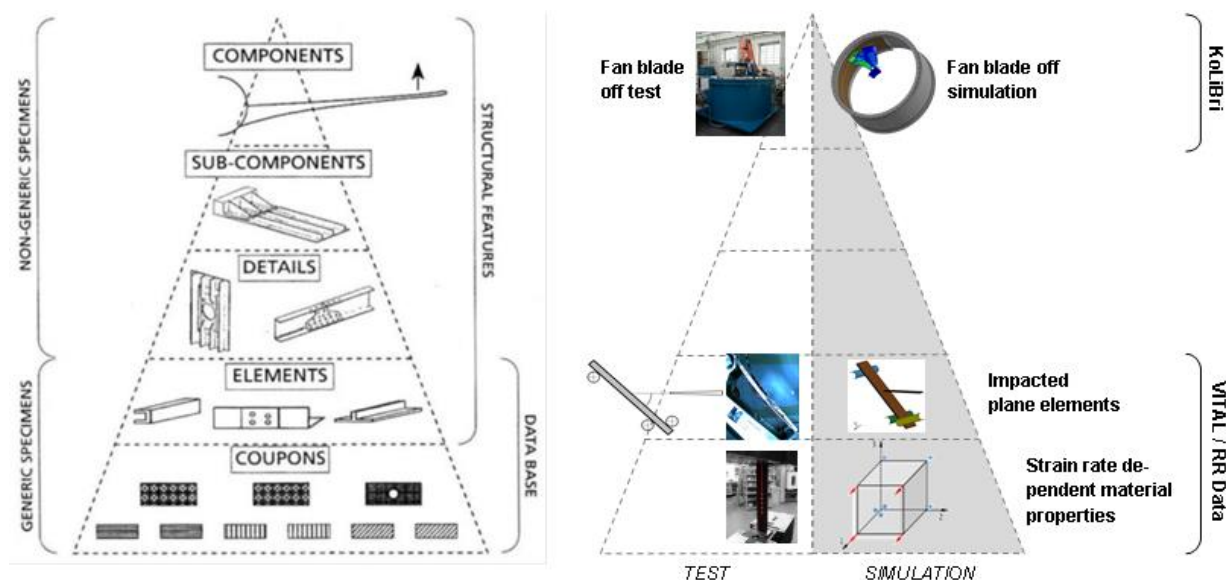 COMPONENTS
SUB-COMPONENTS
DETAILS
ELEMENTS
COUPONS
NON-GENERIC SPECIMENS
GENERIC SPECIMENS
STRUCTURAL FEATURES
DATA BASE
Fan blade
off test
Fan blade off
simulation
KoLiBri
Impacted
plane elements
Strain rate de-
pendent material
properties
VITAL / RR Data
TEST
SIMULATION